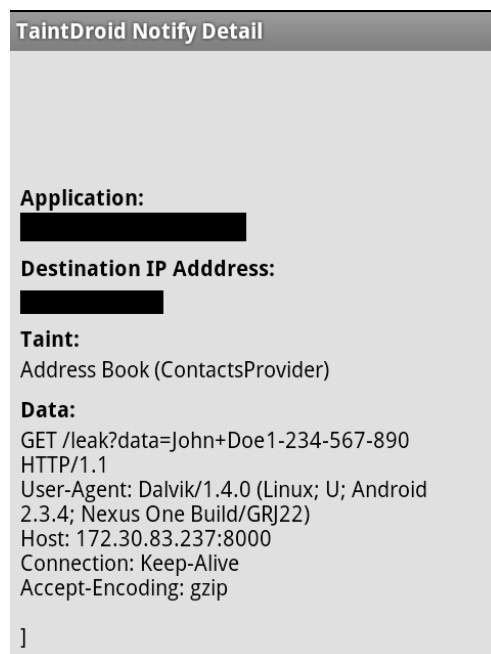 TaintDroid Notify Detail
Application:
Destination IP Adddress:
Taint:
Address Book (ContactsProvider)
Data:
GET /leak?data=John+Doe1-234-567-890
HTTP/1.1
User-Agent: Dalvik/1.4.0 (Linux; U; Android
2.3.4; Nexus One Build/GRJ22)
Host: 172.30.83.237:8000
Connection: Keep-Alive
Accept-Encoding: gzip
]